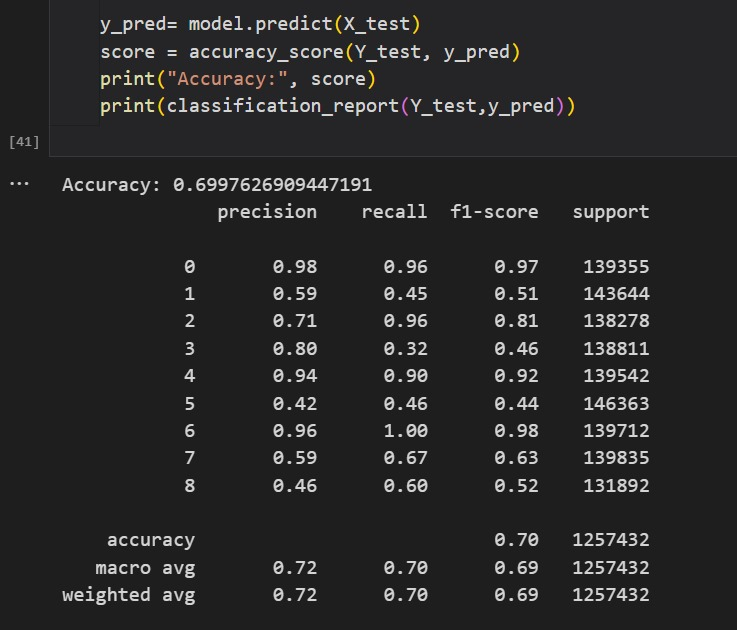 y_pred= model.predict(X_test)
score = accuracy_score(Y_test, y_pred)
print("Accuracy:", score)
print(classification_report(Y_test,y_pred))
[41]
... Accuracy: 0.6997626909447191
precision recall f1-score support
0 0.98 0.96 0.97 139355
1 0.59 0.45 0.51 143644
2 0.71 0.96 0.81 138278
3 0.80 0.32 0.46 138811
4 0.94 0.90 0.92 139542
5 0.42 0.46 0.44 146363
6 0.96 1.00 0.98 139712
7 0.59 0.67 0.63 139835
8 0.46 0.60 0.52 131892
accuracy 0.70 1257432
macro avg 0.72 0.70 0.69 1257432
weighted avg 0.72 0.70 0.69 1257432